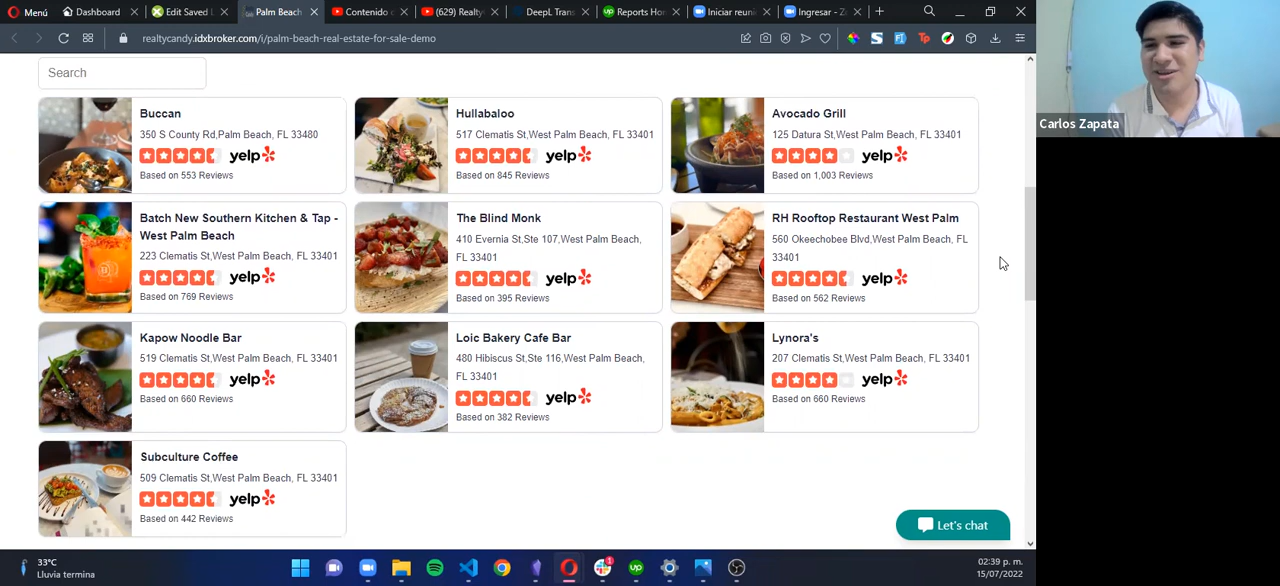 Menú
Dashboard
Edit Saved L
Palm Beach
Contenido d
(629) Realty
DeepL Trans
Reports Hom
Iniciar reuni
Ingresar - Zo
realtycandy.idxbroker.com/i/palm-beach-real-estate-for-sale-demo
Search
Buccan
350 S County Rd,Palm Beach, FL 33480
yelp
Based on 553 Reviews
Hullabaloo
517 Clematis St,West Palm Beach, FL 33401
yelp
Based on 845 Reviews
Avocado Grill
125 Datura St,West Palm Beach, FL 33401
yelp
Based on 1,003 Reviews
Batch New Southern Kitchen & Tap -
West Palm Beach
223 Clematis St,West Palm Beach, FL 33401
yelp
Based on 769 Reviews
The Blind Monk
410 Evernia St,Ste 107,West Palm Beach,
FL 33401
yelp
Based on 395 Reviews
RH Rooftop Restaurant West Palm
560 Okeechobee Blvd,West Palm Beach, FL
33401
yelp
Based on 562 Reviews
Kapow Noodle Bar
519 Clematis St,West Palm Beach, FL 33401
yelp
Based on 660 Reviews
Loic Bakery Cafe Bar
480 Hibiscus St,Ste 116,West Palm Beach,
FL 33401
yelp
Based on 382 Reviews
Lynora's
207 Clematis St,West Palm Beach, FL 33401
yelp
Based on 660 Reviews
Subculture Coffee
509 Clematis St,West Palm Beach, FL 33401
yelp
Based on 442 Reviews
Let's chat
Carlos Zapata
33°C
Lluvia termina
02:39 p. m.
15/07/2022